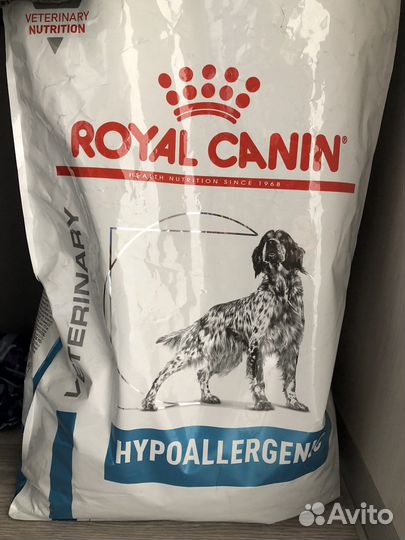 VETERINARY
NUTRITION
ROYAL CANIN®
HEALTH NUTRITION SINCE 1968
VETERINARY
HYPOALLERGENIC
Avito